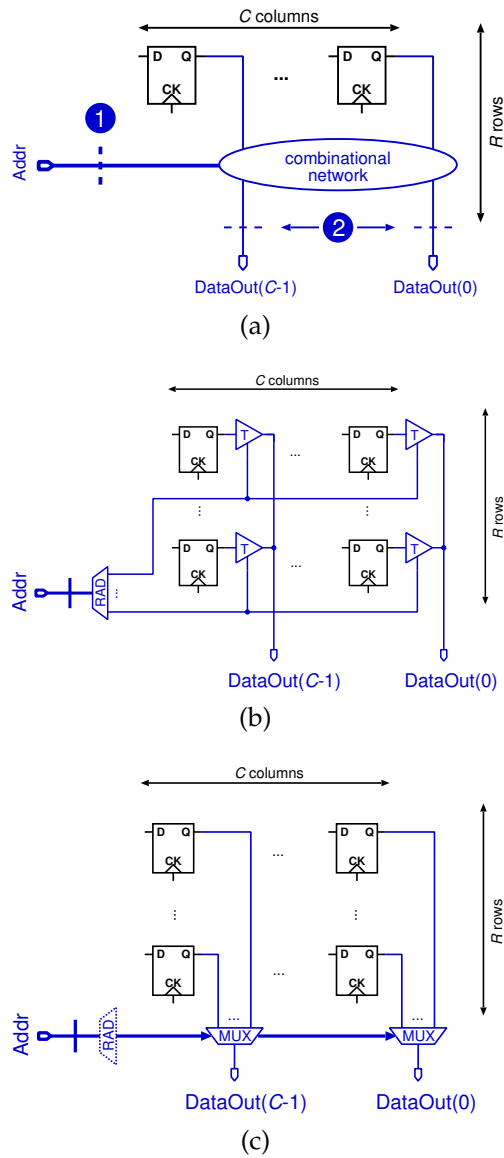 C columns
D Q
CK
...
D Q
CK
R rows
1
Addr
combinational
network
2
DataOut(C-1)
DataOut(0)
(a)
C columns
D Q
CK
T
...
D Q
CK
T
R rows
...
...
D Q
CK
T
...
D Q
CK
T
Addr
RAD
...
DataOut(C-1)
DataOut(0)
(b)
C columns
D Q
CK
...
D Q
CK
R rows
...
...
D Q
CK
...
D Q
CK
...
...
Addr
RAD
MUX
MUX
DataOut(C-1)
DataOut(0)
(c)